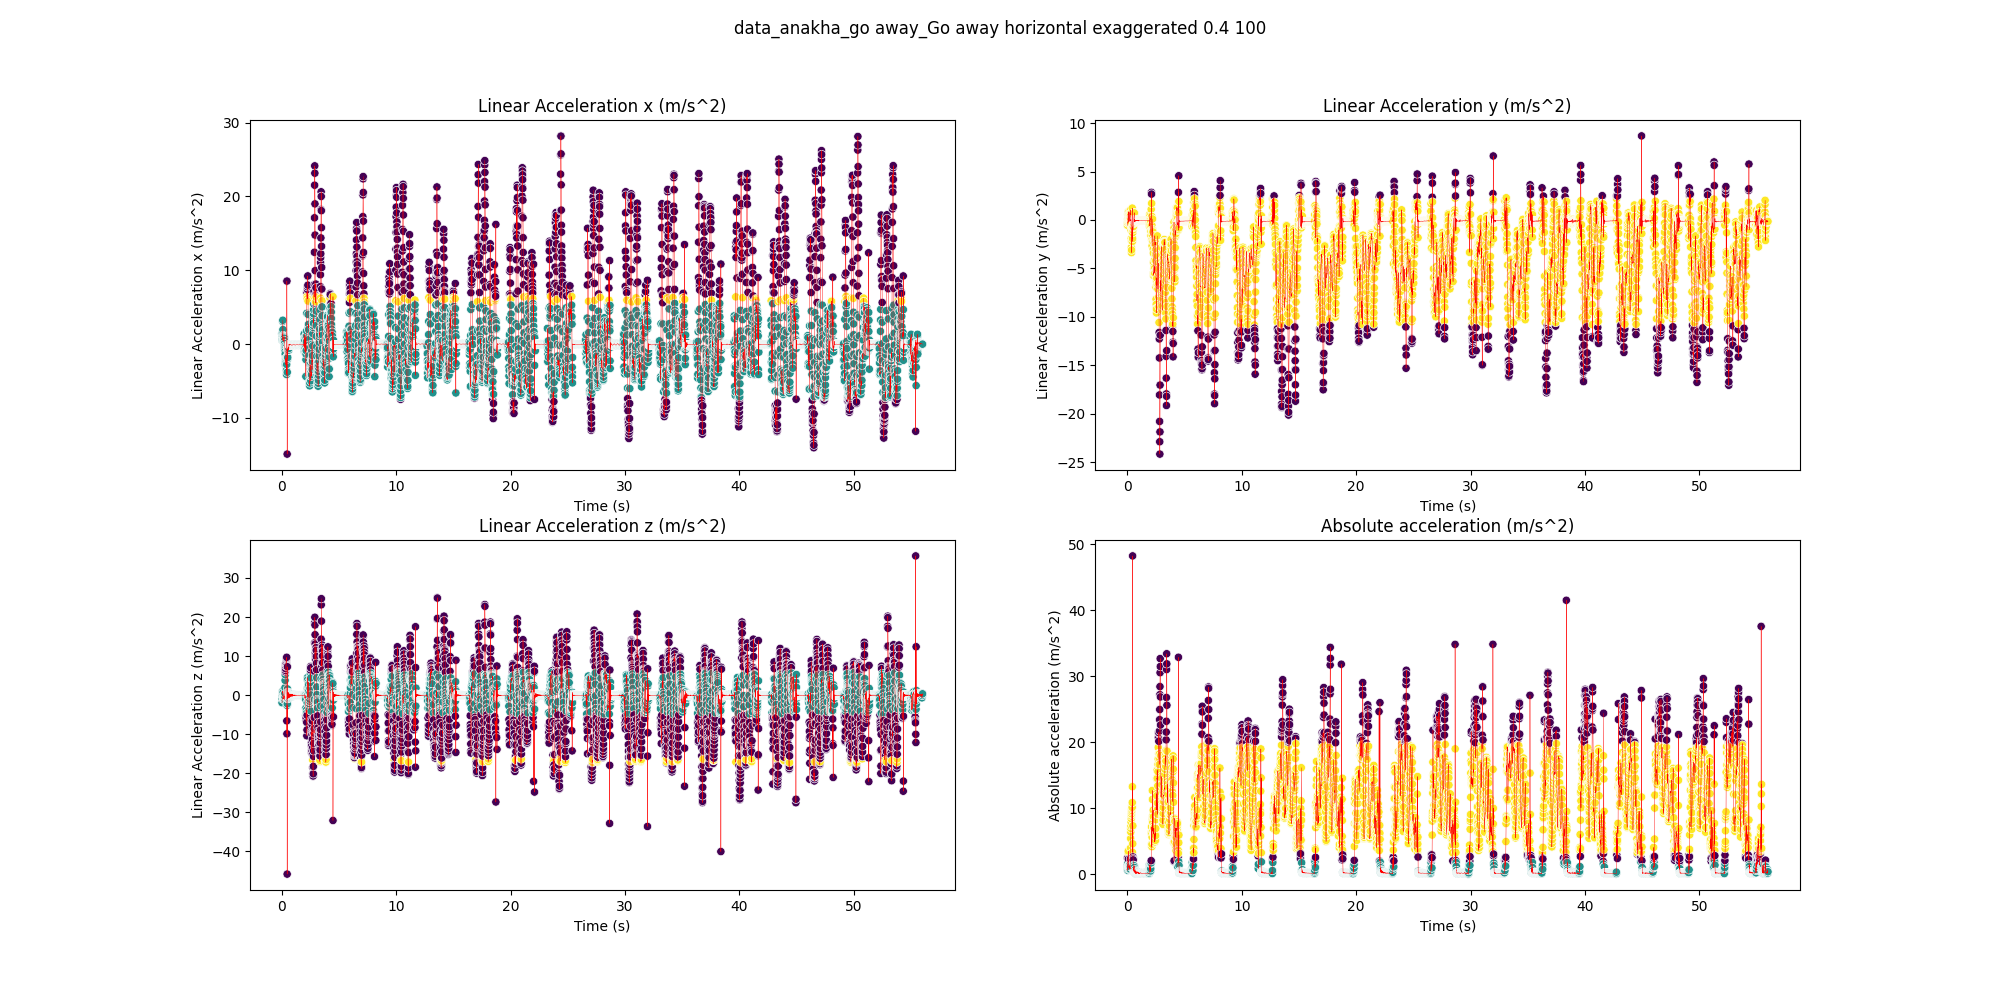 data_anakha_go away_Go away horizontal exaggerated 0.4 100
Linear Acceleration x (m/s^2)
Linear Acceleration x (m/s^2)
30
20
10
0
−10
0 10 20 30 40 50
Time (s)
Linear Acceleration y (m/s^2)
Linear Acceleration y (m/s^2)
10
5
0
−5
−10
−15
−20
−25
0 10 20 30 40 50
Time (s)
Linear Acceleration z (m/s^2)
Linear Acceleration z (m/s^2)
30
20
10
0
−10
−20
−30
−40
0 10 20 30 40 50
Time (s)
Absolute acceleration (m/s^2)
Absolute acceleration (m/s^2)
50
40
30
20
10
0
0 10 20 30 40 50
Time (s)